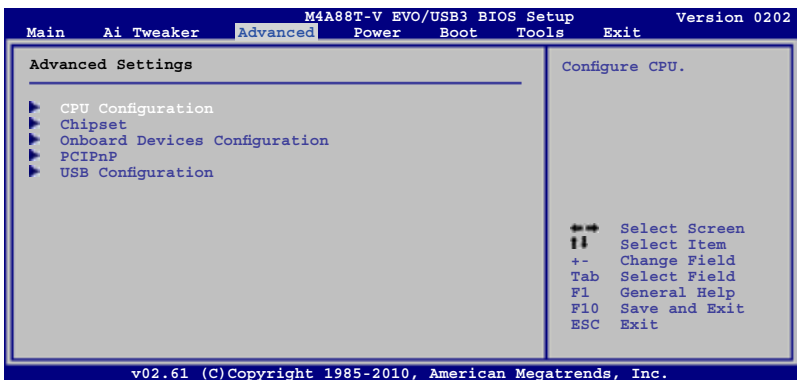 M4A88T-V EVO/USB3 BIOS Setup Version 0202
Main Ai Tweaker Advanced Power Boot Tools Exit
Advanced Settings
CPU Configuration
Chipset
Onboard Devices Configuration
PCIPnP
USB Configuration
Configure CPU.
Select Screen
Select Item
+- Change Field
Tab Select Field
F1 General Help
F10 Save and Exit
ESC Exit
v02.61 (C)Copyright 1985-2010, American Megatrends, Inc.